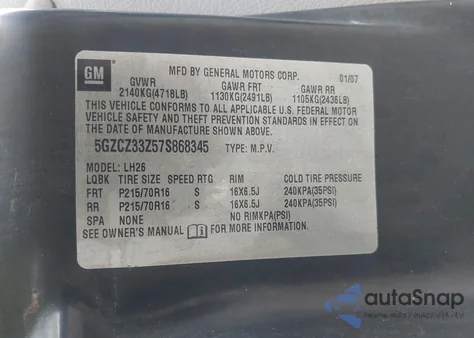 GM
MFD BY GENERAL MOTORS CORP. 01/07
GVWR GAWR FRT GAWR RR
2140KG(4718LB) 1130KG(2491LB) 1105KG(2436LB)
THIS VEHICLE CONFORMS TO ALL APPLICABLE U.S. FEDERAL MOTOR
VEHICLE SAFETY AND THEFT PREVENTION STANDARDS IN EFFECT ON
THE DATE OF MANUFACTURE SHOWN ABOVE.
5GZCZ33Z57S868345 TYPE: M.P.V.
MODEL: LH26
LQBK TIRE SIZE SPEED RTG RIM COLD TIRE PRESSURE
FRT P215/70R16 S 16X6.5J 240KPA(35PSI)
RR P215/70R16 S 16X6.5J 240KPA(35PSI)
SPA NONE NO RIMKPA(PSI)
SEE OWNER'S MANUAL FOR MORE INFORMATION.
autoSnap